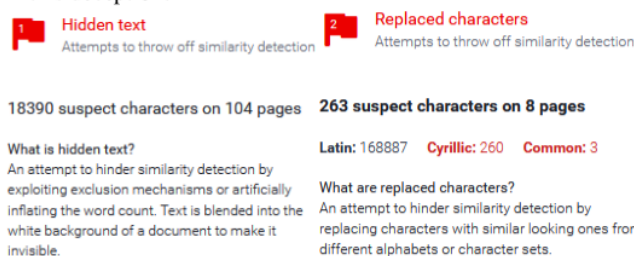 1 Hidden text
Attempts to throw off similarity detection
18390 suspect characters on 104 pages
What is hidden text?
An attempt to hinder similarity detection by
exploiting exclusion mechanisms or artificially
inflating the word count. Text is blended into the
white background of a document to make it
invisible.
2 Replaced characters
Attempts to throw off similarity detection
263 suspect characters on 8 pages
Latin: 168887 Cyrillic: 260 Common: 3
What are replaced characters?
An attempt to hinder similarity detection by
replacing characters with similar looking ones from
different alphabets or character sets.